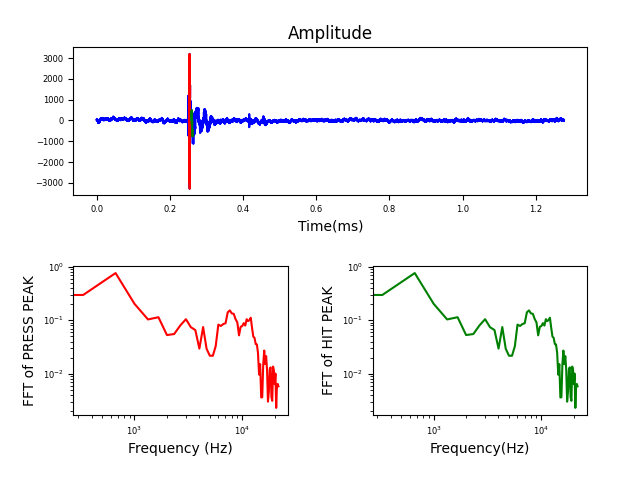 Amplitude
3000
2000
1000
0
−1000
−2000
−3000
0.0 0.2 0.4 0.6 0.8 1.0 1.2
Time(ms)
FFT of PRESS PEAK
10⁰
10⁻¹
10⁻²
10³ 10⁴
Frequency (Hz)
FFT of HIT PEAK
10⁰
10⁻¹
10⁻²
10³ 10⁴
Frequency(Hz)